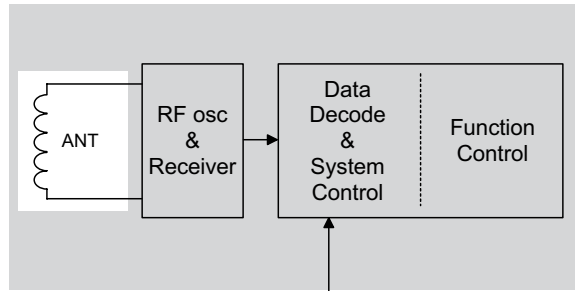 ANT
RF osc
&
Receiver
Data
Decode
&
System
Control
Function
Control